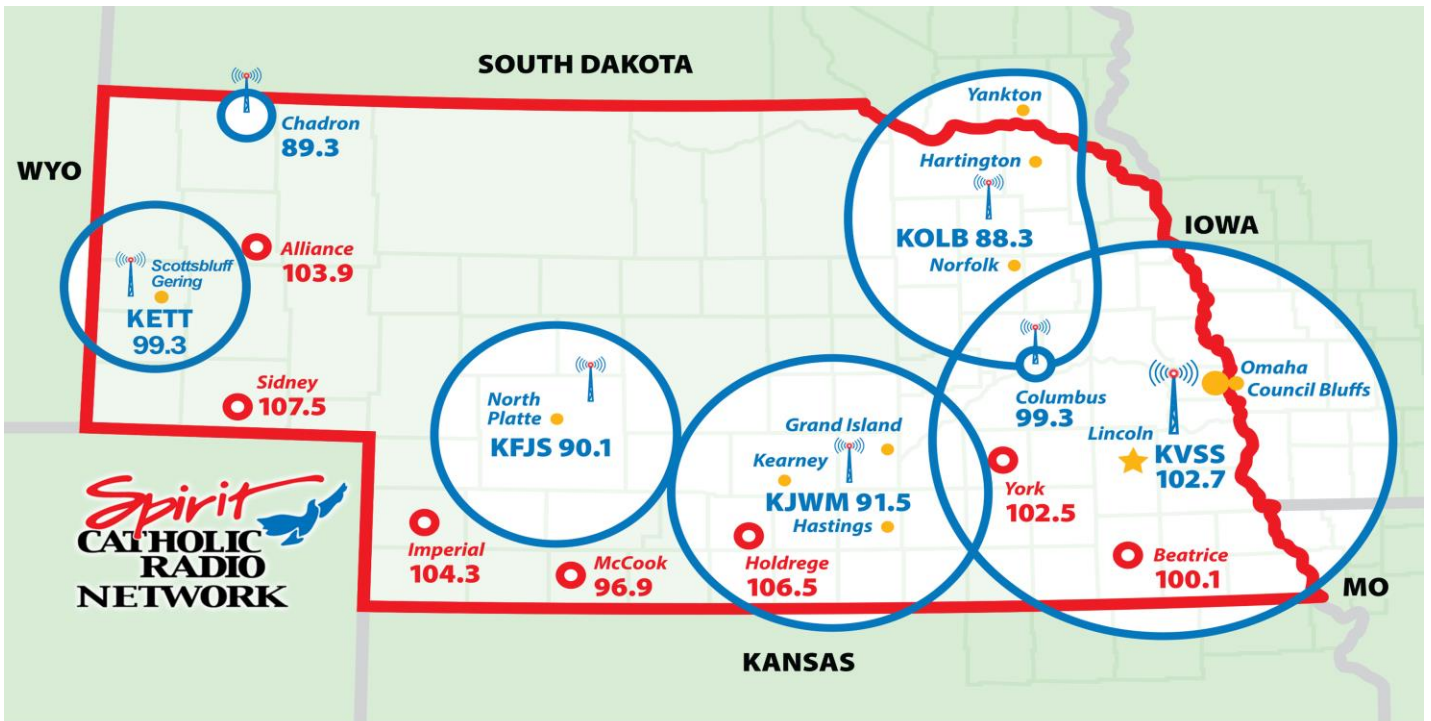 SOUTH DAKOTA
Yankton
Chadron
89.3
WYO
Hartington
IOWA
KOLB 88.3
Norfolk
Alliance
103.9
Scottsbluff
Gering
KETT
99.3
Sidney
107.5
North
Platte
KFJS 90.1
Columbus
99.3
Omaha
Council Bluffs
Grand Island
Kearney
KJWM 91.5
Hastings
Lincoln
KVSS
102.7
York
102.5
Imperial
104.3
McCook
96.9
Holdrege
106.5
Beatrice
100.1
MO
KANSAS
Spirit
CATHOLIC
RADIO
NETWORK